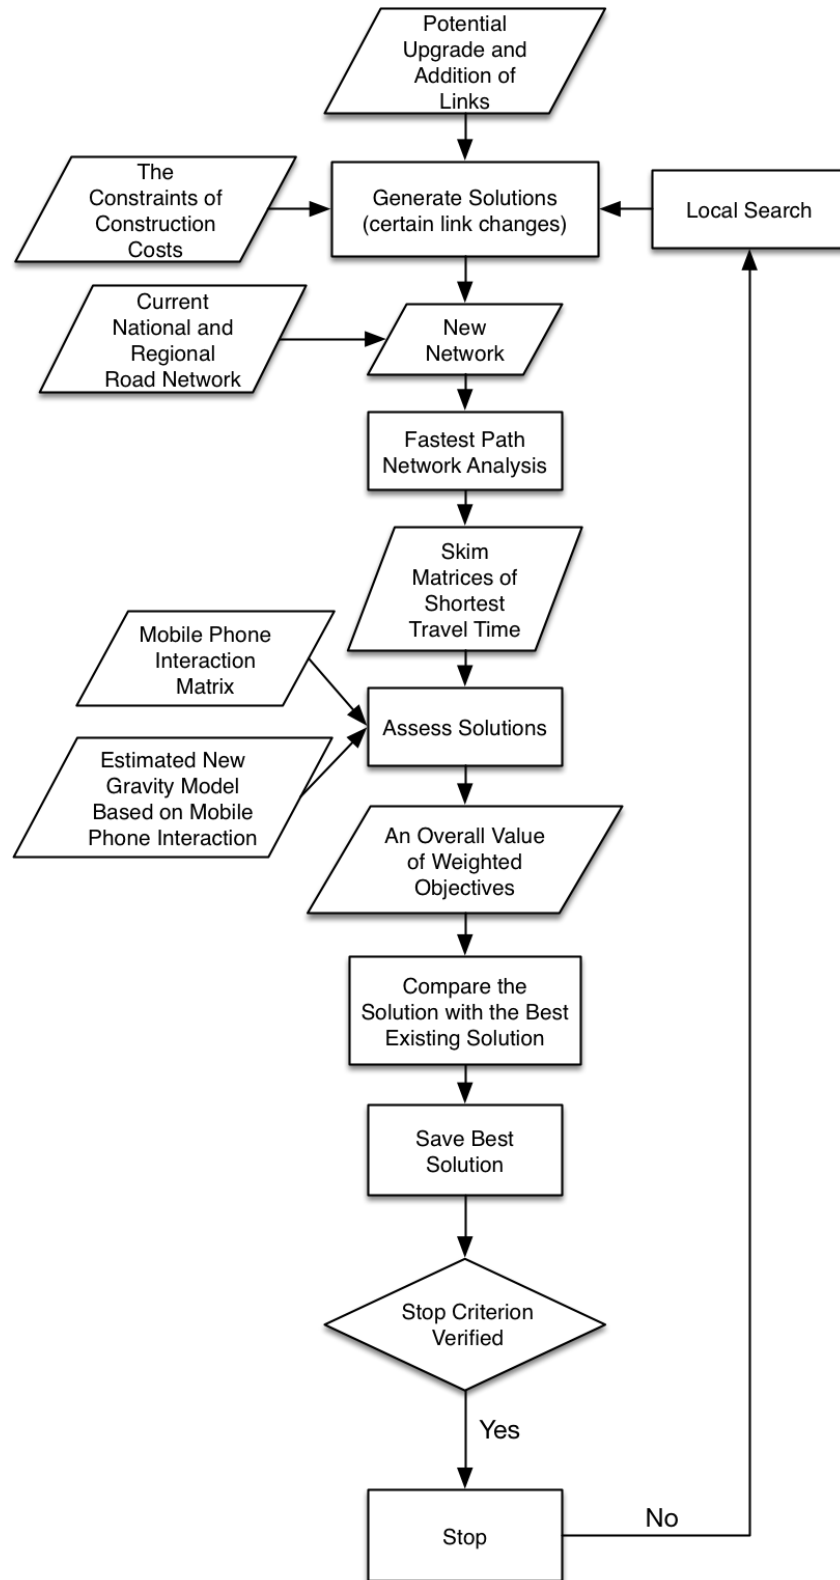 Potential
Upgrade and
Addition of
Links
The
Constraints of
Construction
Costs
Generate Solutions
(certain link changes)
Local Search
Current
National and
Regional
Road Network
New
Network
Fastest Path
Network Analysis
Skim
Matrices of
Shortest
Travel Time
Mobile Phone
Interaction
Matrix
Assess Solutions
Estimated New
Gravity Model
Based on Mobile
Phone Interaction
An Overall Value
of Weighted
Objectives
Compare the
Solution with the Best
Existing Solution
Save Best
Solution
Stop Criterion
Verified
Yes
Stop
No